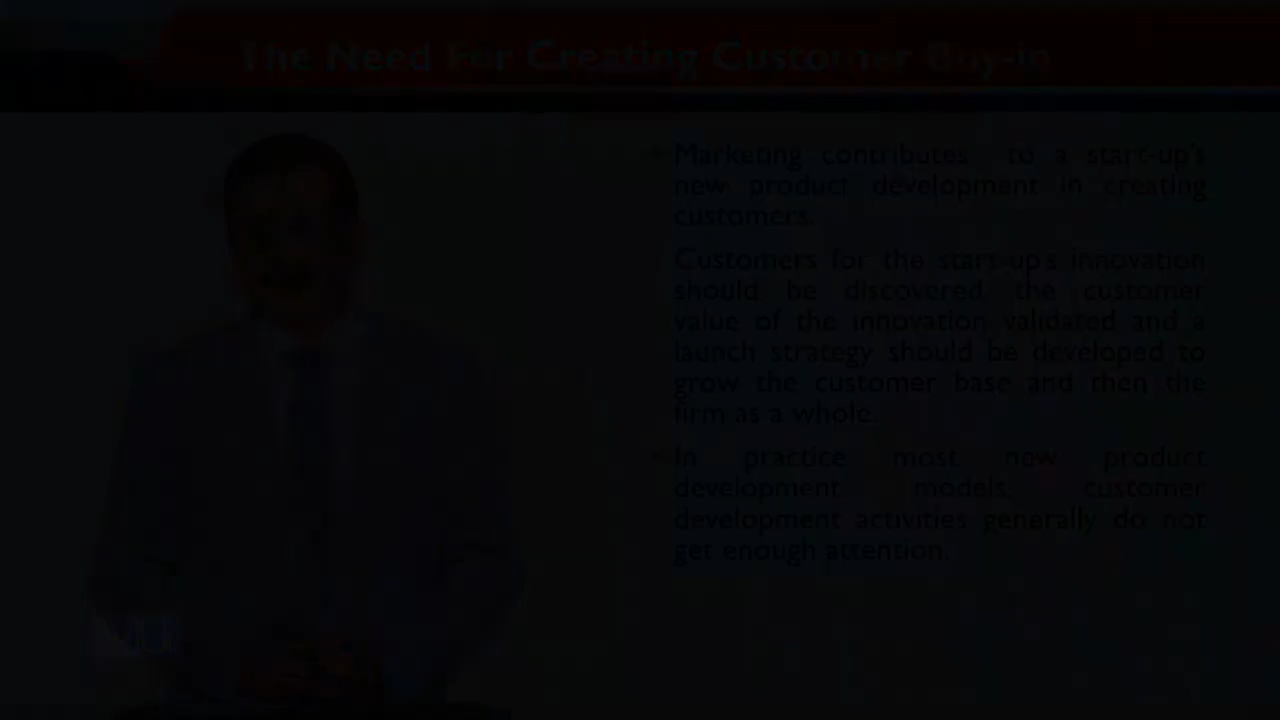 The Need For Creating Customer Buy-in
Marketing contributes to a start-up's
new product development in creating
customers.
Customers for the start-up's innovation
should be discovered, the customer
value of the innovation validated and a
launch strategy should be developed to
grow the customer base and then the
firm as a whole.
In practice most new product
development models, customer
development activities generally do not
get enough attention.